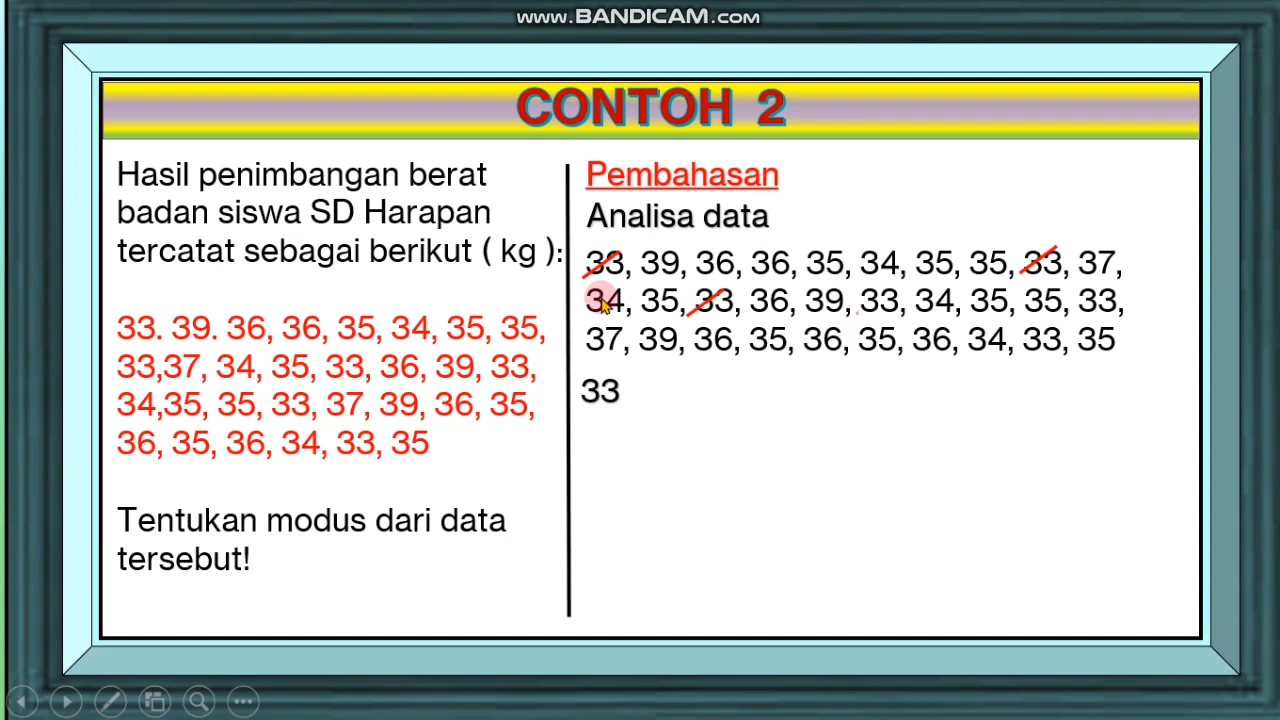 www.BANDICAM.com
CONTOH 2
Hasil penimbangan berat
badan siswa SD Harapan
tercatat sebagai berikut ( kg ):
33. 39. 36, 36, 35, 34, 35, 35,
33,37, 34, 35, 33, 36, 39, 33,
34,35, 35, 33, 37, 39, 36, 35,
36, 35, 36, 34, 33, 35
Tentukan modus dari data
tersebut!
Pembahasan
Analisa data
33, 39, 36, 36, 35, 34, 35, 35, 33, 37,
34, 35, 33, 36, 39, 33, 34, 35, 35, 33,
37, 39, 36, 35, 36, 35, 36, 34, 33, 35
33